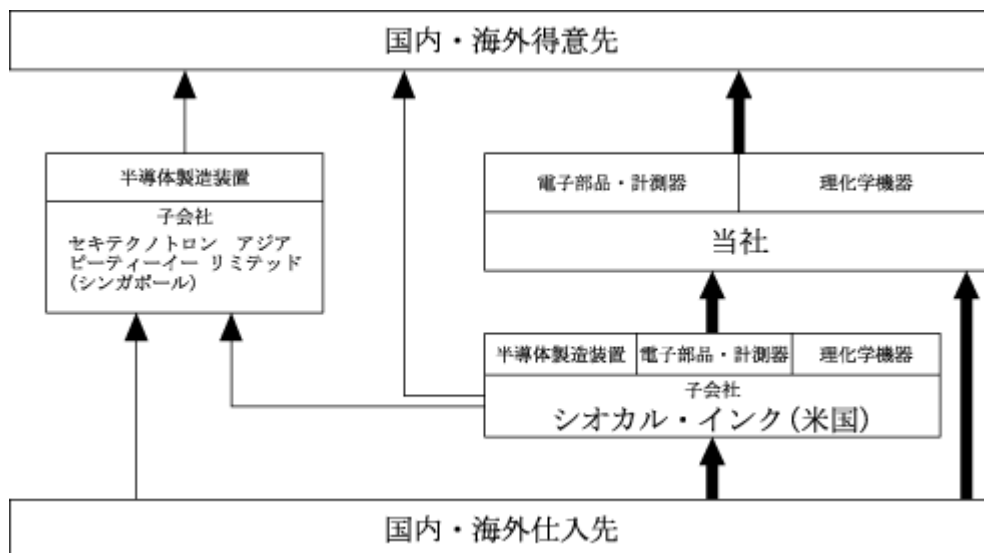 国内・海外得意先
半導体製造装置
子会社
セキテクノトロン アジア
ピーティーイー リミテッド
(シンガポール)
電子部品・計測器
理化学機器
当社
半導体製造装置
電子部品・計測器
理化学機器
子会社
シオカル・インク(米国)
国内・海外仕入先